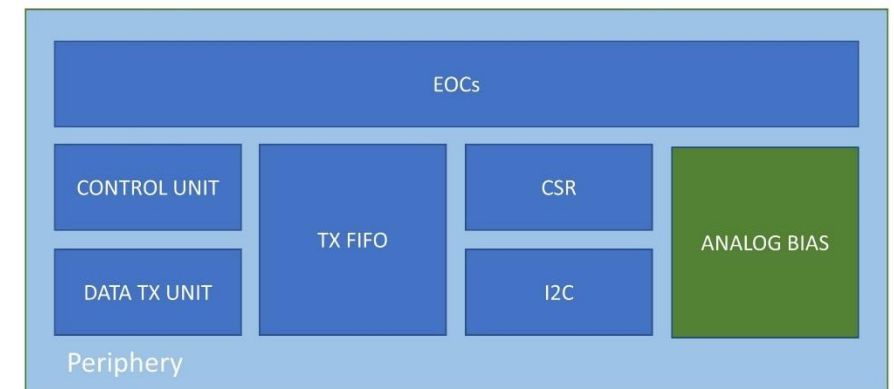 EOCs
CONTROL UNIT
TX FIFO
CSR
ANALOG BIAS
DATA TX UNIT
I2C
Periphery